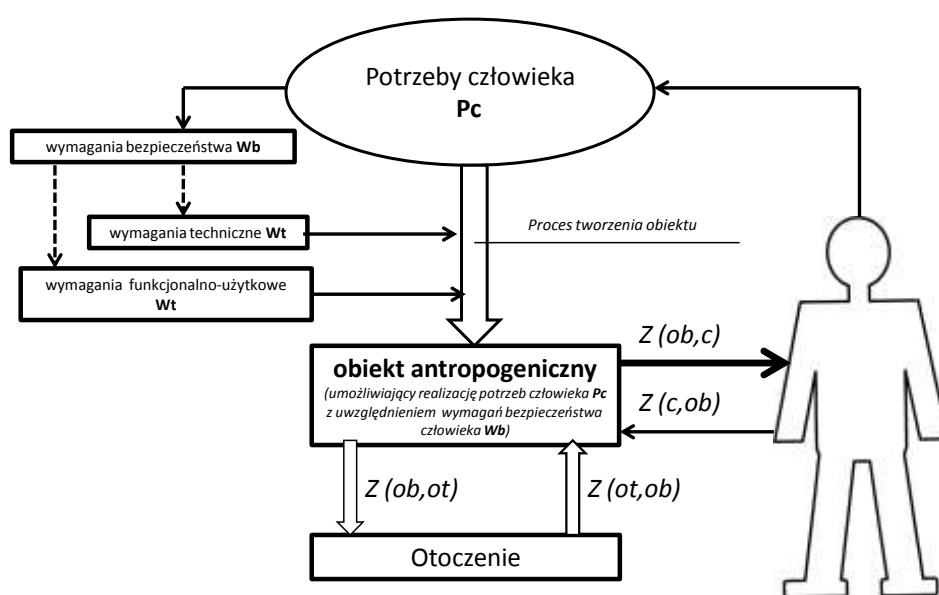 Potrzeby człowieka
Pc
wymagania bezpieczeństwa Wb
wymagania techniczne Wt
Proces tworzenia obiektu
wymagania funkcjonalno-użytkowe
Wt
obiekt antropogeniczny
(umożliwiający realizację potrzeb człowieka Pc
z uwzględnieniem wymagań bezpieczeństwa
człowieka Wb)
Z (ob,c)
Z (c,ob)
Z (ob,ot)
Z (ot,ob)
Otoczenie